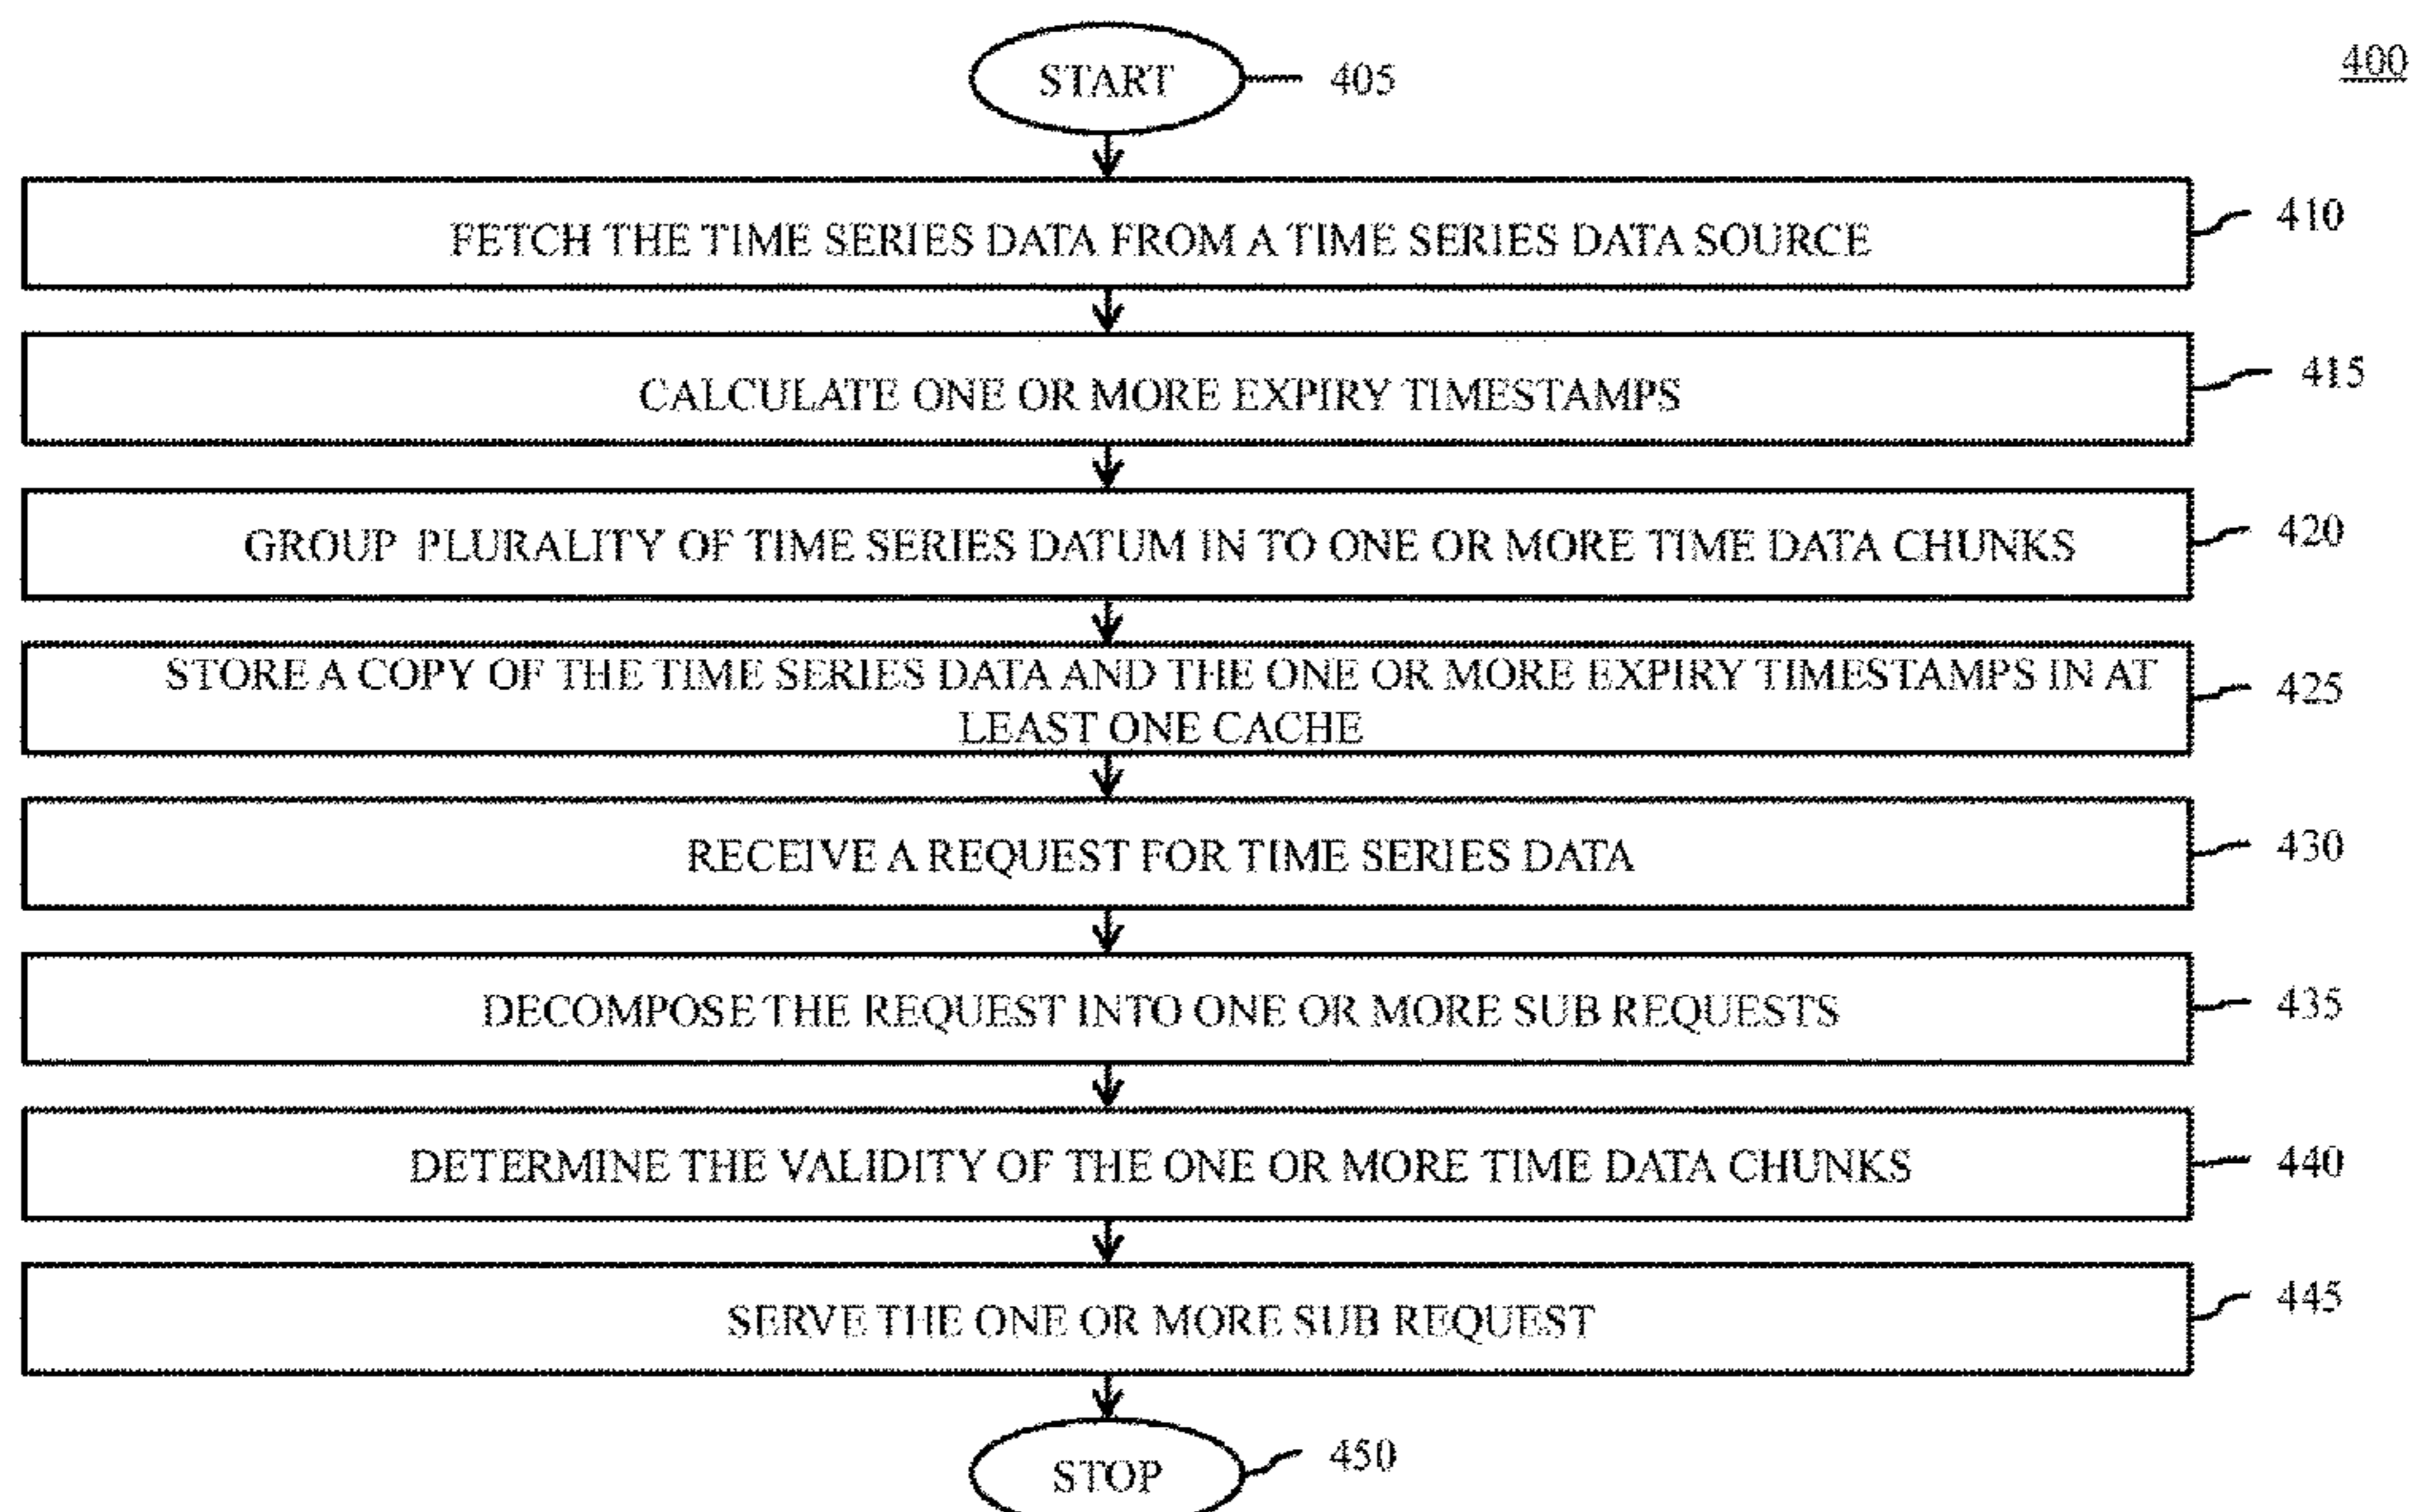 400
START 405
FETCH THE TIME SERIES DATA FROM A TIME SERIES DATA SOURCE 410
CALCULATE ONE OR MORE EXPIRY TIMESTAMPS 415
GROUP PLURALITY OF TIME SERIES DATUM IN TO ONE OR MORE TIME DATA CHUNKS 420
STORE A COPY OF THE TIME SERIES DATA AND THE ONE OR MORE EXPIRY TIMESTAMPS IN AT
LEAST ONE CACHE
425
RECEIVE A REQUEST FOR TIME SERIES DATA 430
DECOMPOSE THE REQUEST INTO ONE OR MORE SUB REQUESTS 435
DETERMINE THE VALIDITY OF THE ONE OR MORE TIME DATA CHUNKS 440
SERVE THE ONE OR MORE SUB REQUEST 445
STOP 450